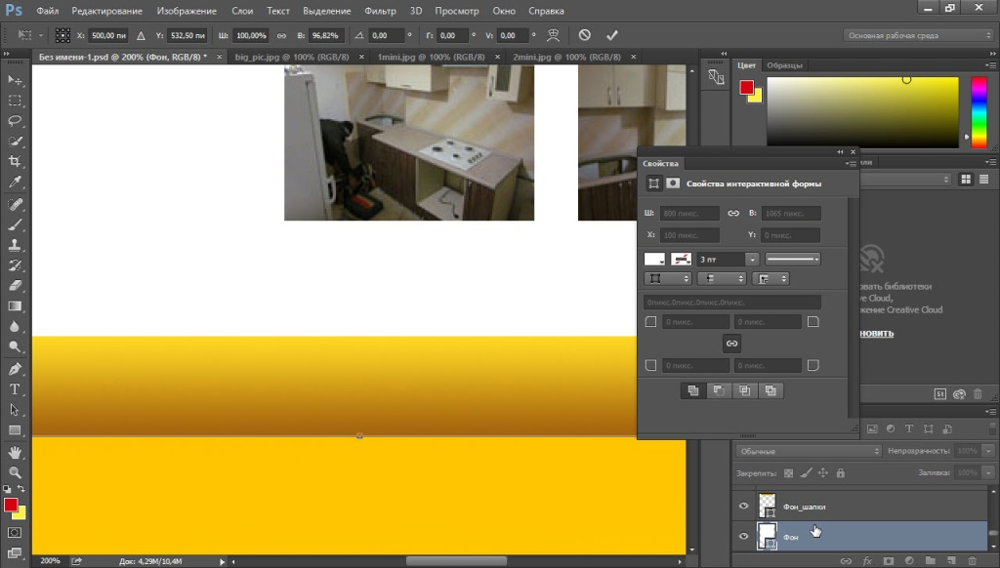 Ps Файл Редактирование Изображение Слои Текст Выделение Фильтр 3D Просмотр Окно Справка
X: 500,00 пи Y: 532,50 пи Ш: 100,00% В: 96,82% 0,00 ° Г: 0,00 ° V: 0,00 ° Основная рабочая среда
Без имени-1.psd @ 200% (Фон, RGB/8) * × big_pic.jpg @ 100% (RGB/8) × 1mini.jpg @ 100% (RGB/8) × 2mini.jpg @ 100% (RGB/8) ×
Цвет Образцы
Свойства
Свойства интерактивной формы
Ш: 800 пикс. В: 1065 пикс.
X: 100 пикс. Y: 0 пикс.
3 пт
0пикс.0пикс.0пикс.0пикс.
0 пикс. 0 пикс.
0 пикс. 0 пикс.
овать библиотеки
ve Cloud,
жение Creative Cloud
новить
St
Обычные Непрозрачность: 100%
Закрепить: Заливка: 100%
Фон_шапки
Фон
fx
200% Док: 4,29M/10,4M